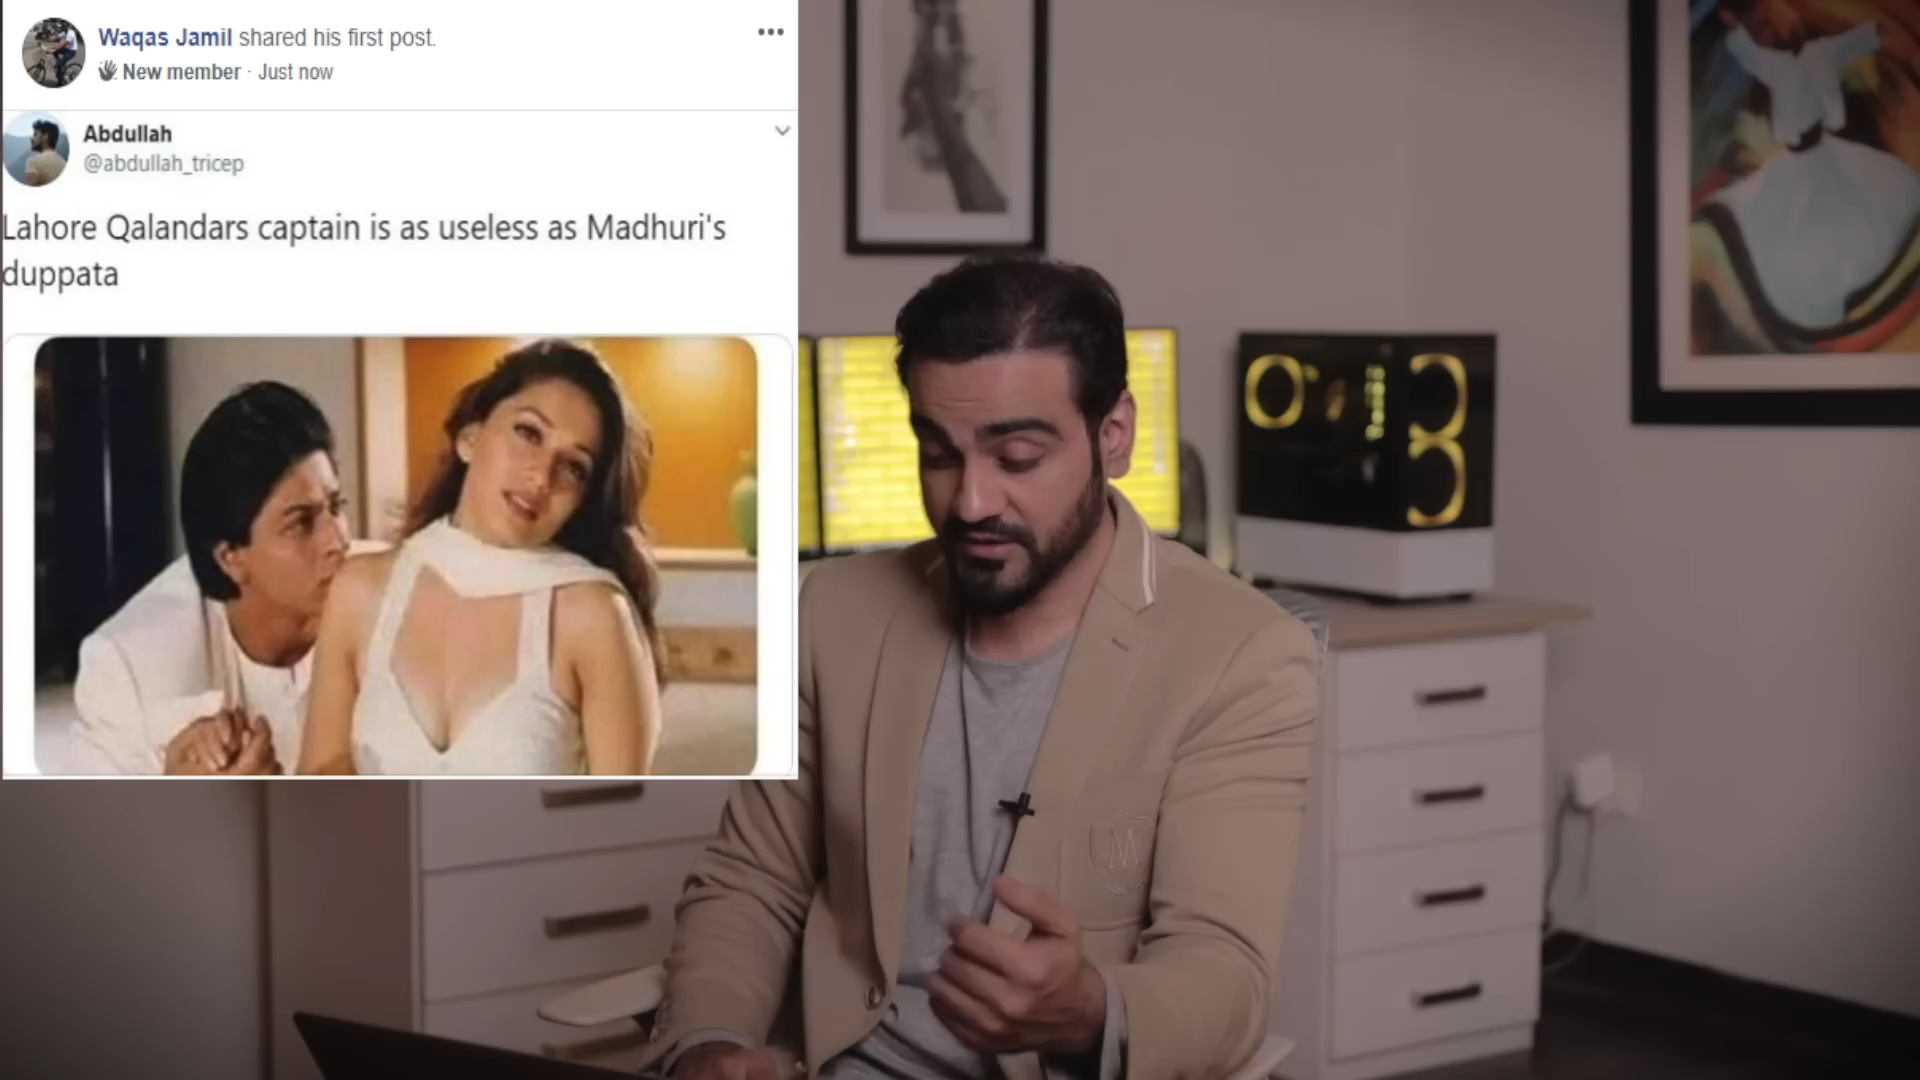 Waqas Jamil shared his first post.
New member · Just now
Abdullah
@abdullah_tricep
Lahore Qalandars captain is as useless as Madhuri's
duppata
M